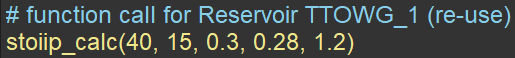 # function call for Reservoir TTOWG_1 (re-use)
stoiip_calc(40, 15, 0.3, 0.28, 1.2)